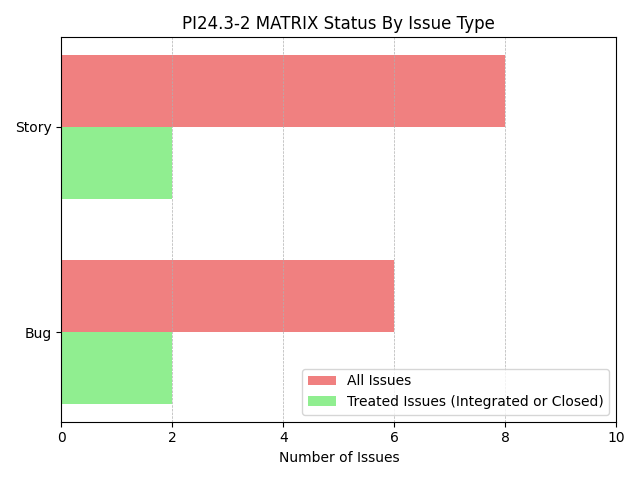 PI24.3-2 MATRIX Status By Issue Type
Story
Bug
All Issues
Treated Issues (Integrated or Closed)
0 2 4 6 8 10
Number of Issues